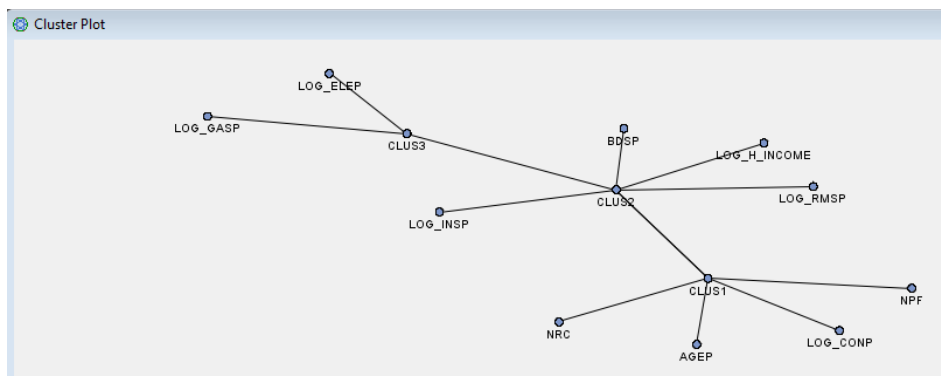 Cluster Plot
LOG_ELEP
LOG_GASP
CLUS3
BDSP
LOG_H_INCOME
CLUS2
LOG_RMSP
LOG_INSP
CLUS1
NPF
NRC
LOG_CONP
AGEP